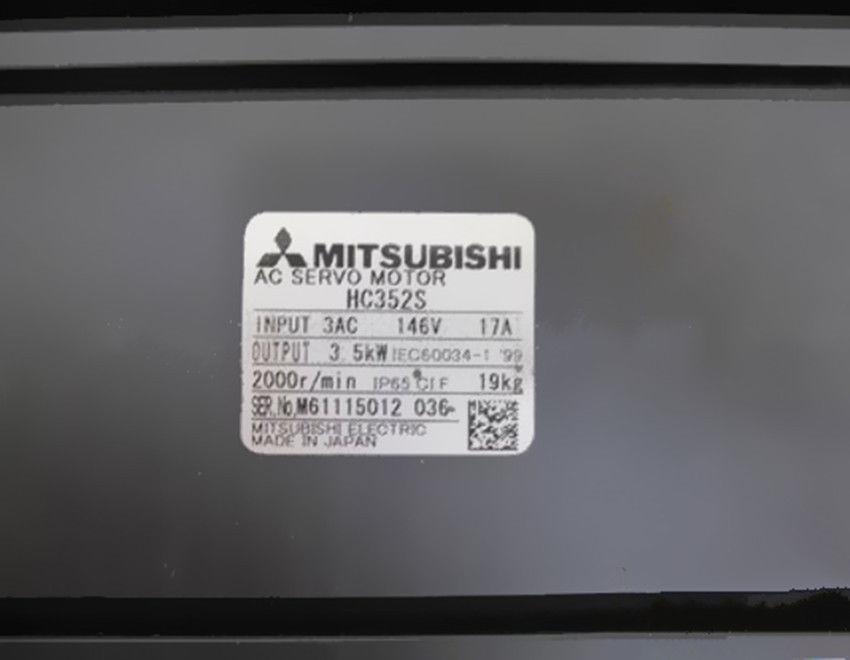 MITSUBISHI
AC SERVO MOTOR
HC352S
INPUT 3AC 146V 17A
OUTPUT 3.5kW IEC60034-1 '99
2000r/min IP65 Cl F 19kg
SER.No.M61115012 036-
MITSUBISHI ELECTRIC
MADE IN JAPAN